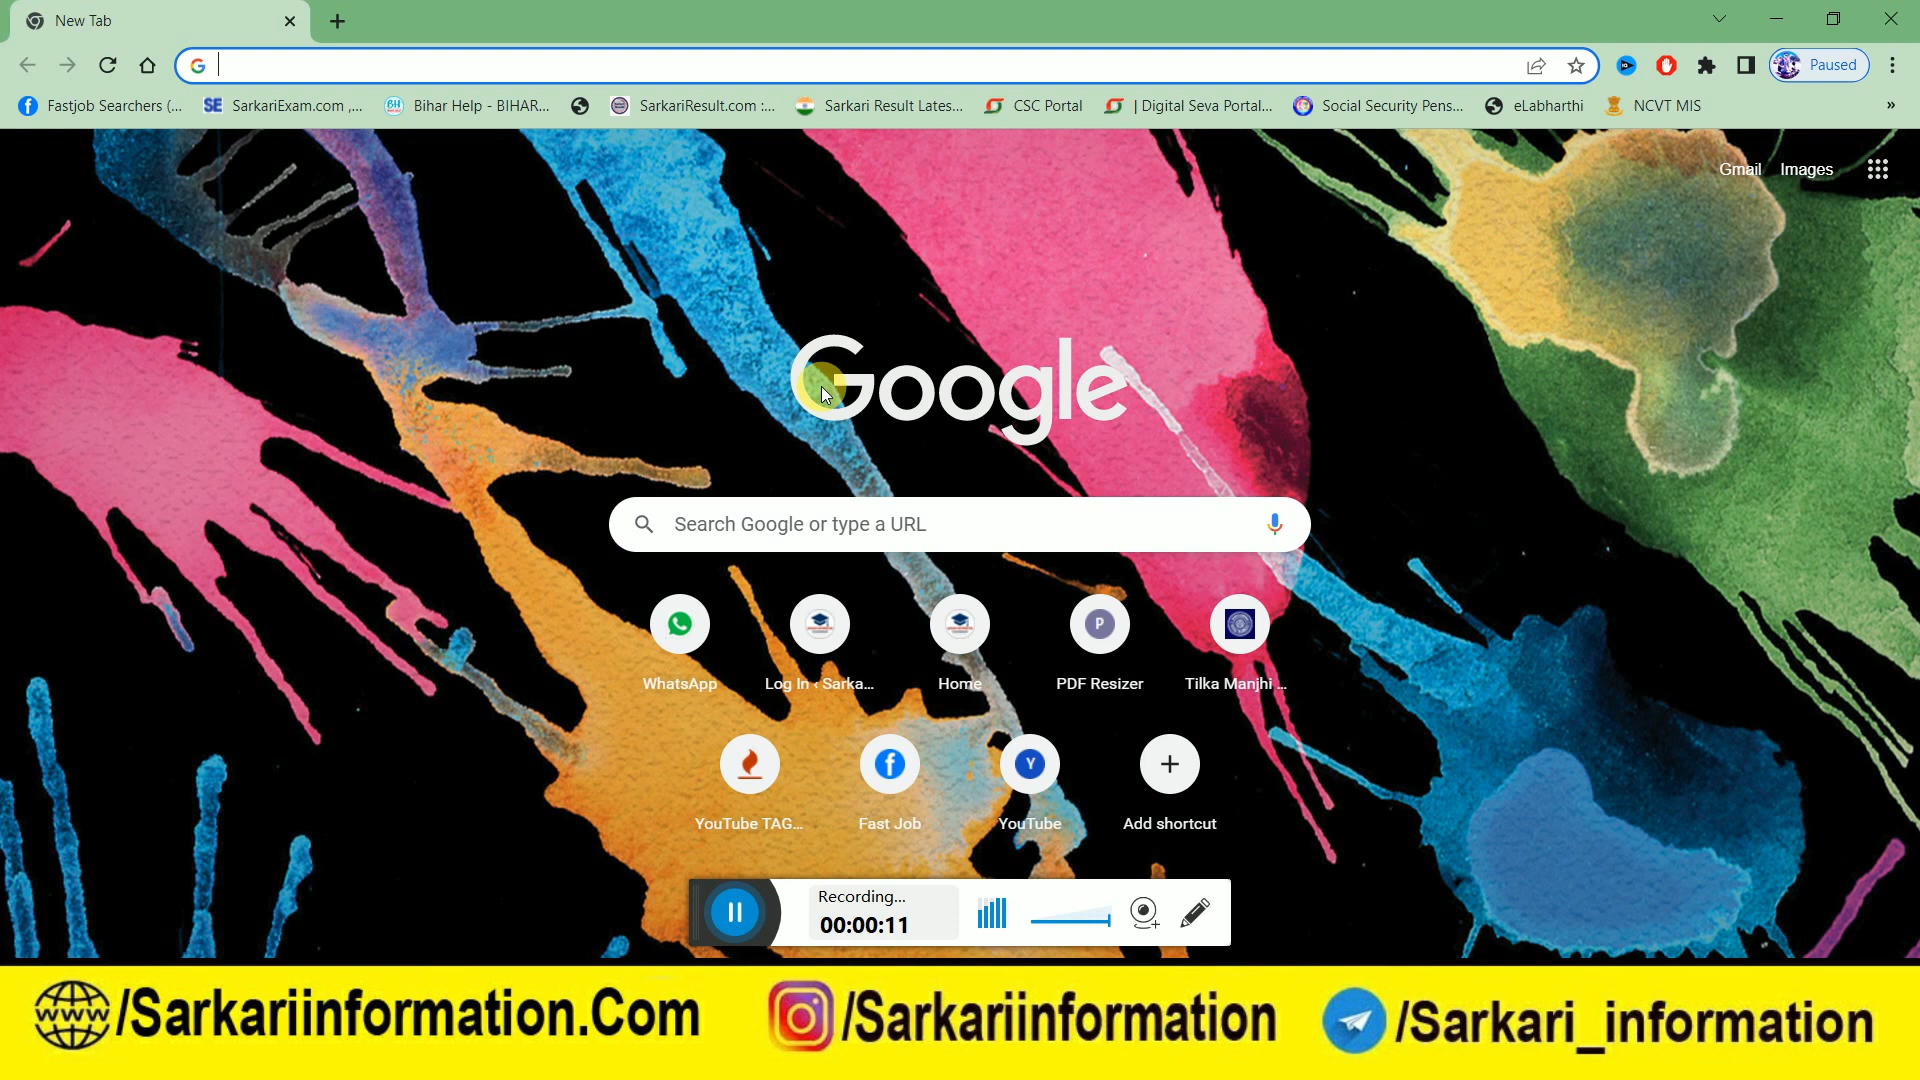 New Tab
Paused
Fastjob Searchers (...
SarkariExam.com ,...
Bihar Help - BIHAR...
SarkariResult.com :...
Sarkari Result Lates...
CSC Portal
| Digital Seva Portal...
Social Security Pens...
eLabharthi
NCVT MIS
Gmail Images
Google
Search Google or type a URL
WhatsApp
Log In ‹ Sarka...
Home
P
PDF Resizer
Tilka Manjhi ...
YouTube TAG...
Fast Job
Y
YouTube
Add shortcut
Recording...
00:00:11
www /Sarkariinformation.Com
/Sarkariinformation
/Sarkari_information